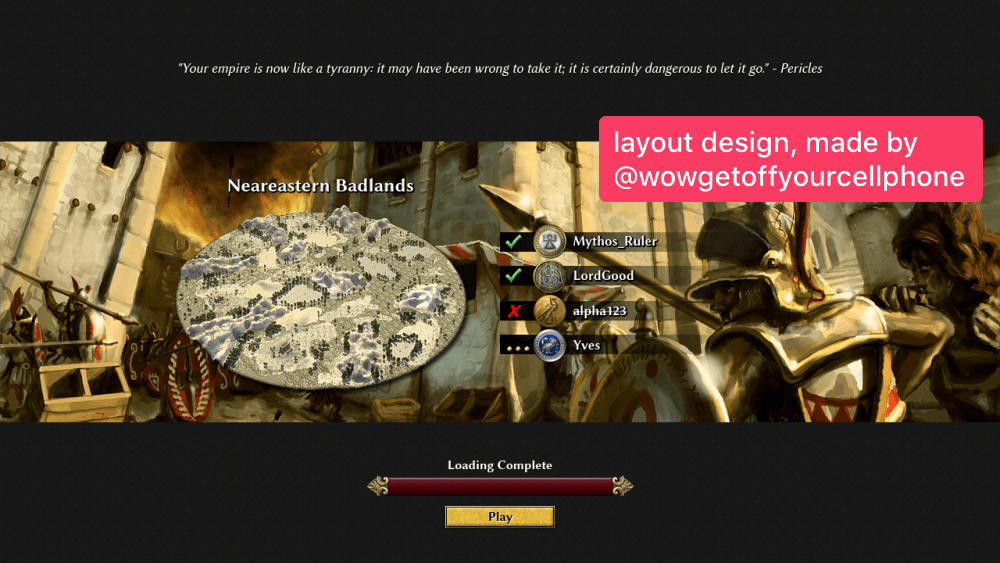 "Your empire is now like a tyranny: it may have been wrong to take it; it is certainly dangerous to let it go." - Pericles
layout design, made by
@wowgetoffyourcellphone
Neareastern Badlands
Mythos_Ruler
LordGood
alpha123
Yves
Loading Complete
Play